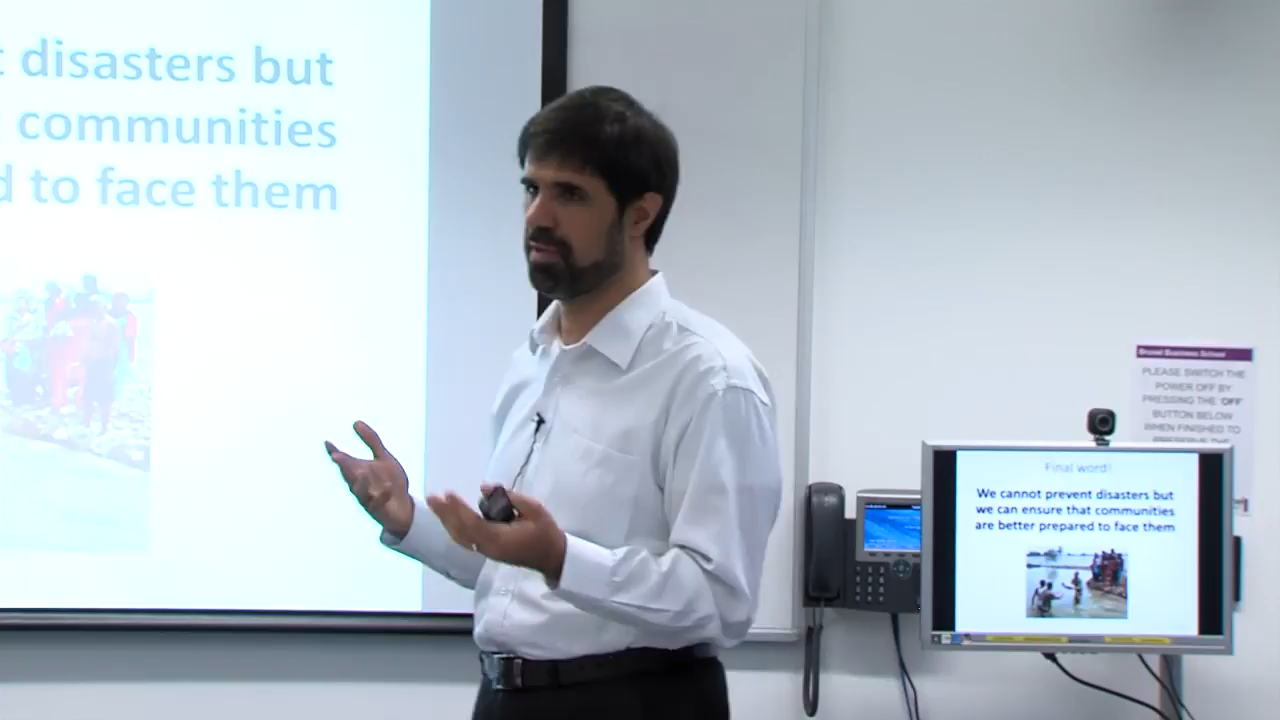 t disasters but
communities
d to face them
Brunel Business School
PLEASE SWITCH THE
POWER OFF BY
PRESSING THE 'OFF'
BUTTON BELOW
WHEN FINISHED TO
PRESERVE THE
Final word!
We cannot prevent disasters but
we can ensure that communities
are better prepared to face them